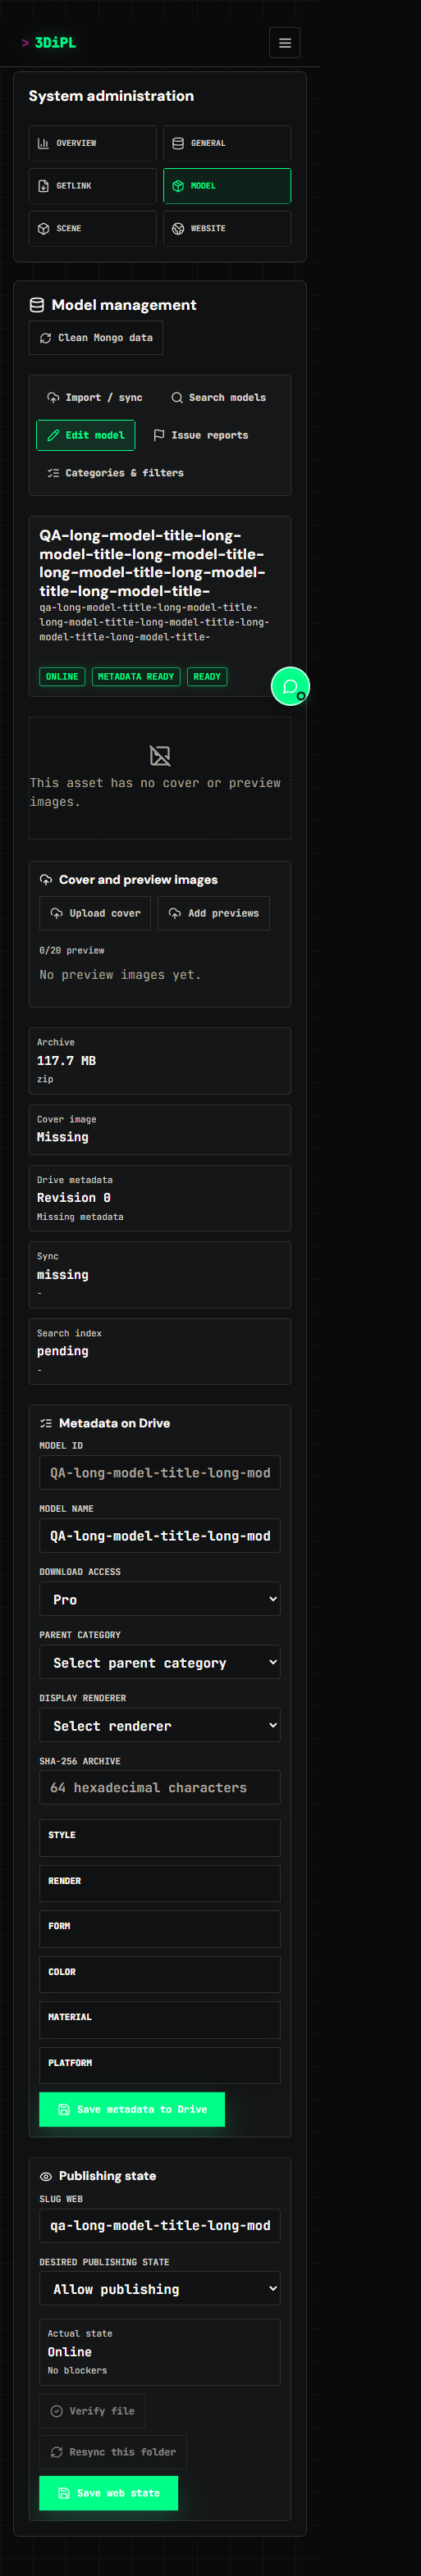 > 3DiPL
System administration
OVERVIEW
GENERAL
GETLINK
MODEL
SCENE
WEBSITE
Model management
Clean Mongo data
Import / sync
Search models
Edit model
Issue reports
Categories & filters
QA-long-model-title-long-
model-title-long-model-title-
long-model-title-long-model-
title-long-model-title-
qa-long-model-title-long-model-title-
long-model-title-long-model-title-long-
model-title-long-model-title-
ONLINE
METADATA READY
READY
This asset has no cover or preview
images.
Cover and preview images
Upload cover
Add previews
0/20 preview
No preview images yet.
Archive
117.7 MB
zip
Cover image
Missing
Drive metadata
Revision 0
Missing metadata
Sync
missing
-
Search index
pending
-
Metadata on Drive
MODEL ID
QA-long-model-title-long-mod
MODEL NAME
QA-long-model-title-long-mod
DOWNLOAD ACCESS
Pro
PARENT CATEGORY
Select parent category
DISPLAY RENDERER
Select renderer
SHA-256 ARCHIVE
64 hexadecimal characters
STYLE
RENDER
FORM
COLOR
MATERIAL
PLATFORM
Save metadata to Drive
Publishing state
SLUG WEB
qa-long-model-title-long-mod
DESIRED PUBLISHING STATE
Allow publishing
Actual state
Online
No blockers
Verify file
Resync this folder
Save web state